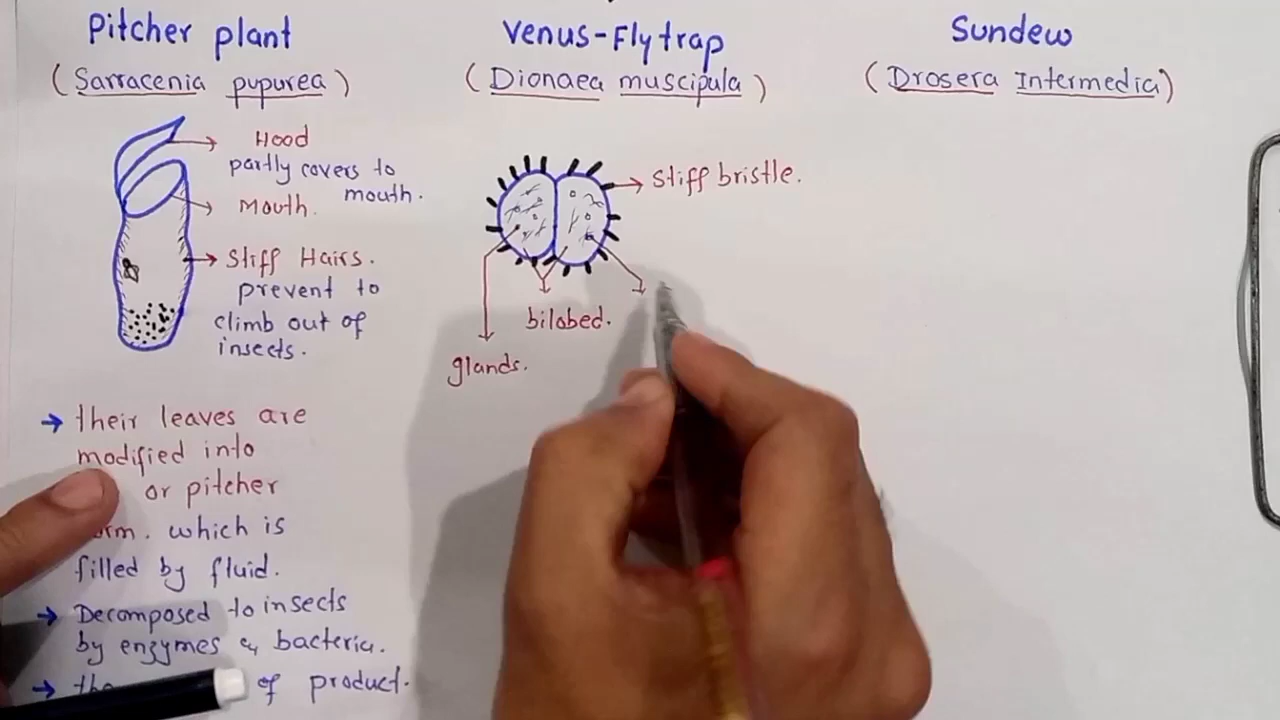 Pitcher plant
(Sarracenia pupurea)
Hood
partly covers to
mouth.
Mouth.
Stiff Hairs.
prevent to
climb out of
insects.
→ their leaves are
modified into
or pitcher
which is
filled by fluid.
→ Decomposed to insects
by enzymes & bacteria.
→ of product.
Venus-Fly trap
(Dionaea muscipula)
Stiff bristle.
bilobed.
glands.
Sundew
(Drosera Intermedia)